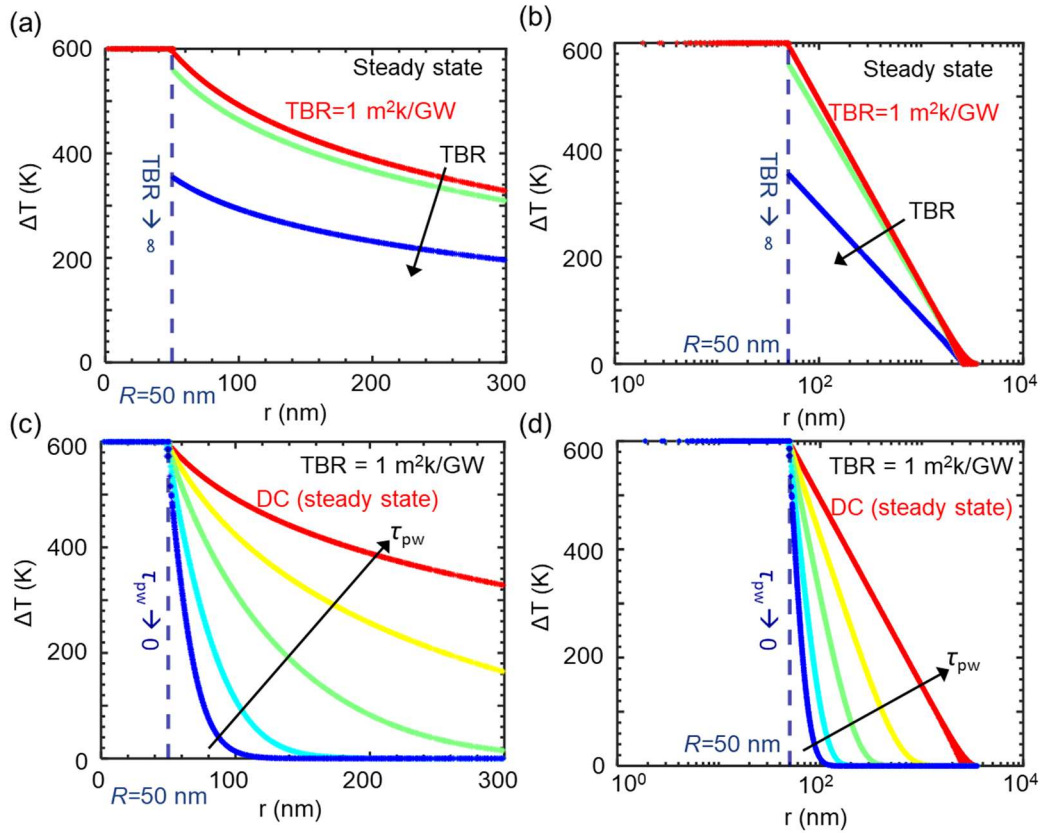 (a)
600
400
200
0
ΔT (K)
Steady state
TBR=1 m²k/GW
TBR
TBR → ∞
0
100
200
300
R=50 nm
r (nm)
(b)
600
400
200
0
ΔT (K)
Steady state
TBR=1 m²k/GW
TBR
TBR → ∞
R=50 nm
10⁰
10²
10⁴
r (nm)
(c)
600
400
200
0
ΔT (K)
TBR = 1 m²k/GW
DC (steady state)
τpw
τpw → 0
0
100
200
300
R=50 nm
r (nm)
(d)
600
400
200
0
ΔT (K)
TBR = 1 m²k/GW
DC (steady state)
τpw → 0
τpw
R=50 nm
10⁰
10²
10⁴
r (nm)